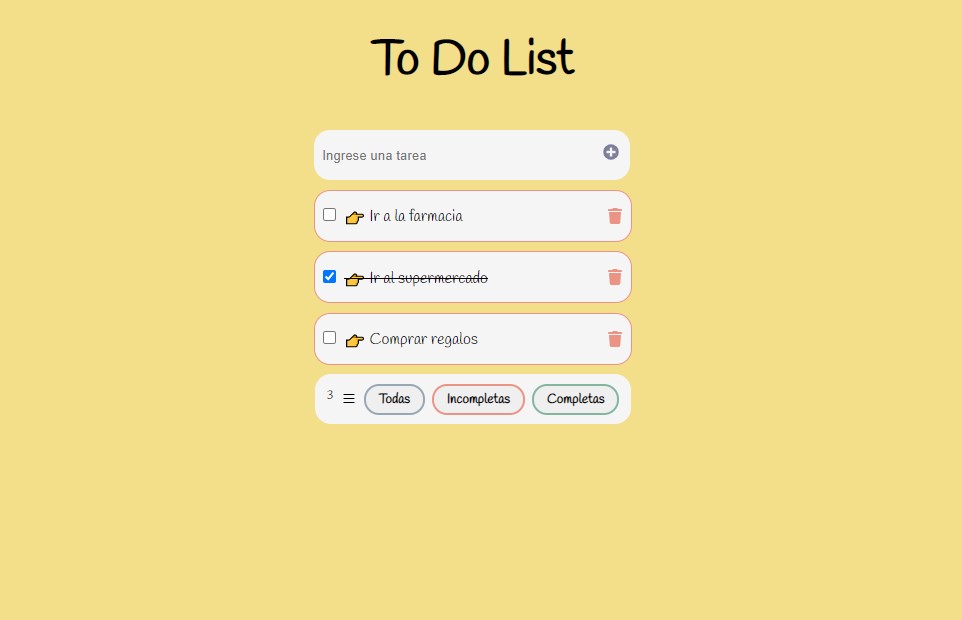 To Do List
Ingrese una tarea
👉 Ir a la farmacia
👉 Ir al supermercado
👉 Comprar regalos
3 Todas Incompletas Completas